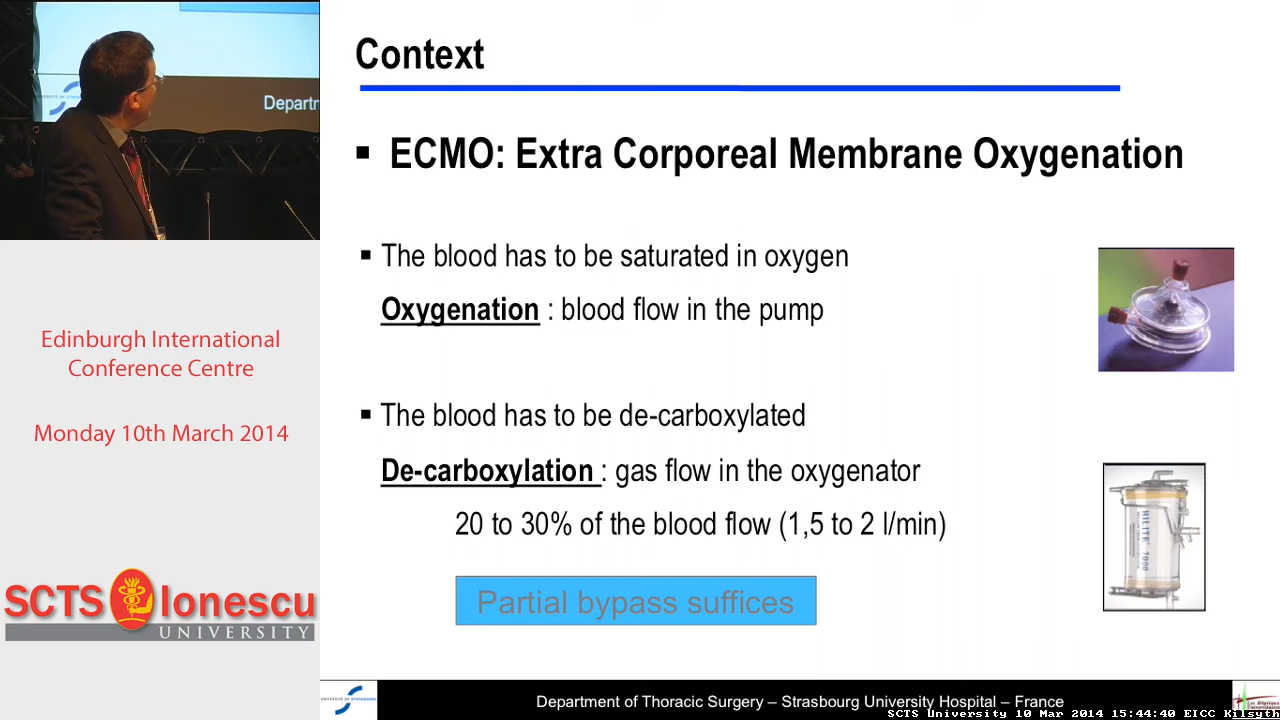 Context
▪ ECMO: Extra Corporeal Membrane Oxygenation
▪ The blood has to be saturated in oxygen
Oxygenation : blood flow in the pump
▪ The blood has to be de-carboxylated
De-carboxylation : gas flow in the oxygenator
20 to 30% of the blood flow (1,5 to 2 l/min)
Partial bypass suffices
Department of Thoracic Surgery – Strasbourg University Hospital – France
SCTS University 10 Mar 2014 15:44:40 EICC Kilsyth
Departm
Edinburgh International
Conference Centre
Monday 10th March 2014
SCTS Ionescu
UNIVERSITY
HILITE 7000